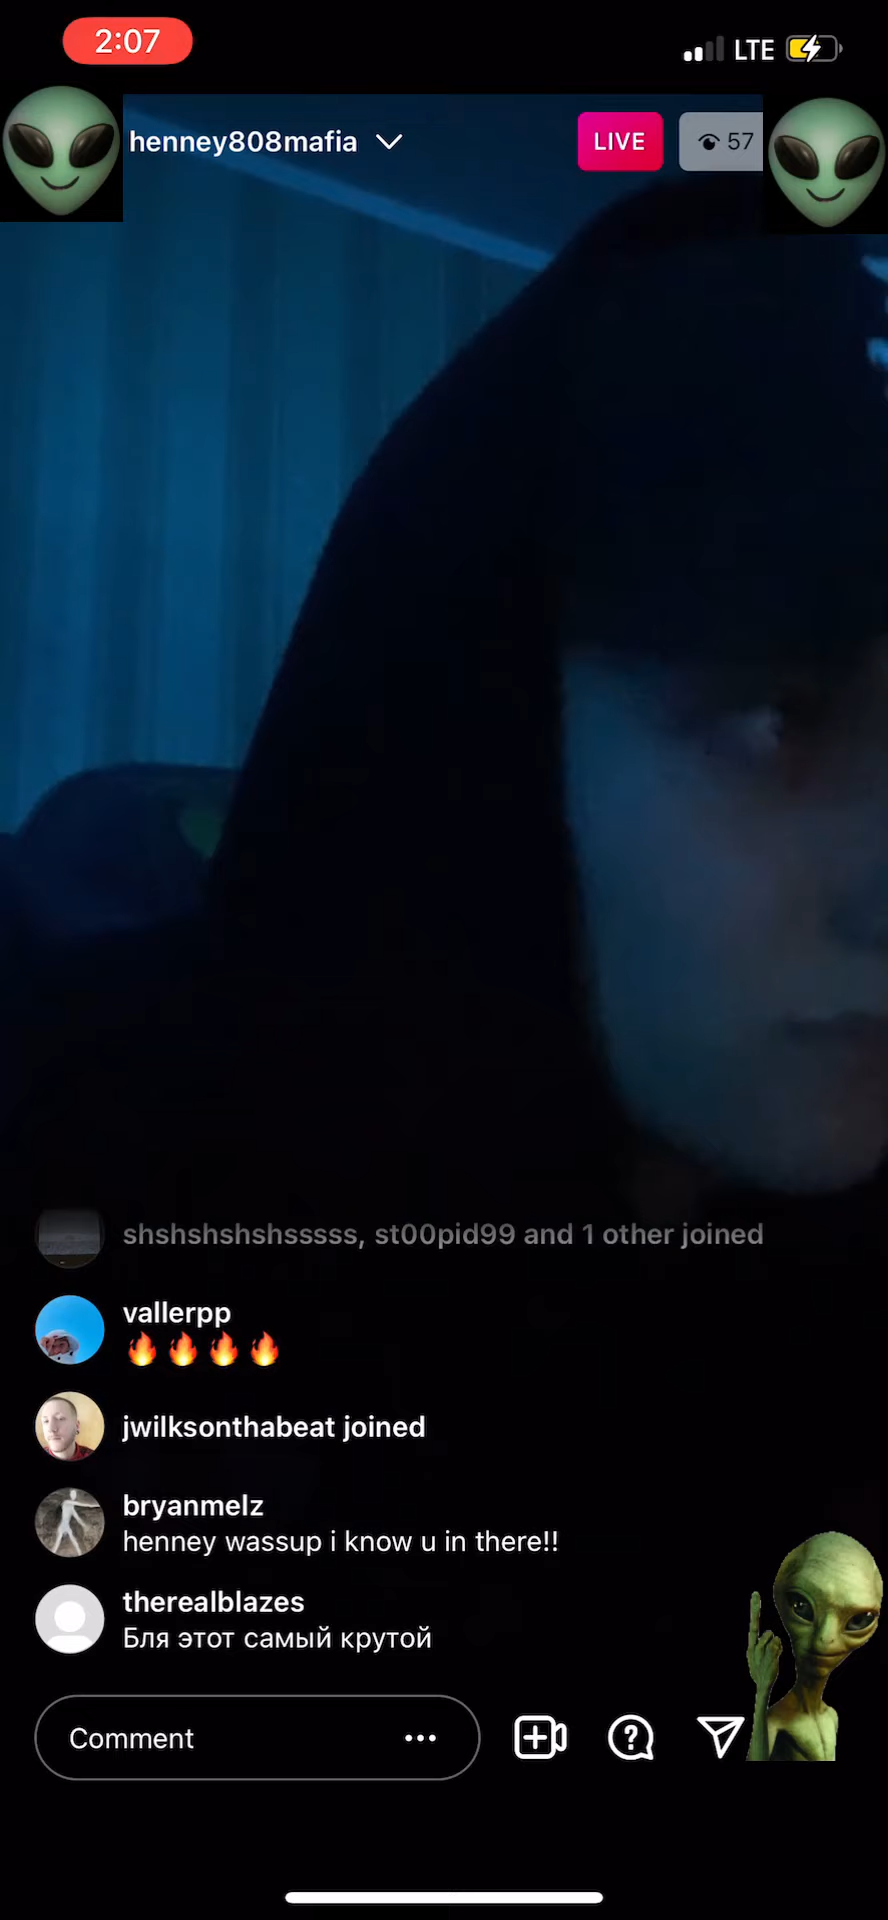 2:07
LTE
henney808mafia
LIVE
57
shshshshshsssss, st00pid99 and 1 other joined
vallerpp
🔥🔥🔥🔥
jwilksonthabeat joined
bryanmelz
henney wassup i know u in there!!
therealblazes
Бля этот самый крутой
Comment